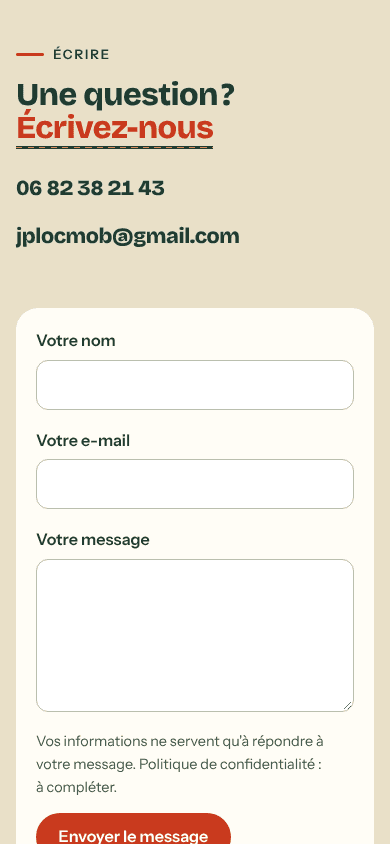 ÉCRIRE
Une question ?
Écrivez-nous
06 82 38 21 43
jplocmob@gmail.com
Votre nom
Votre e-mail
Votre message
Vos informations ne servent qu'à répondre à
votre message. Politique de confidentialité :
à compléter.
Envoyer le message